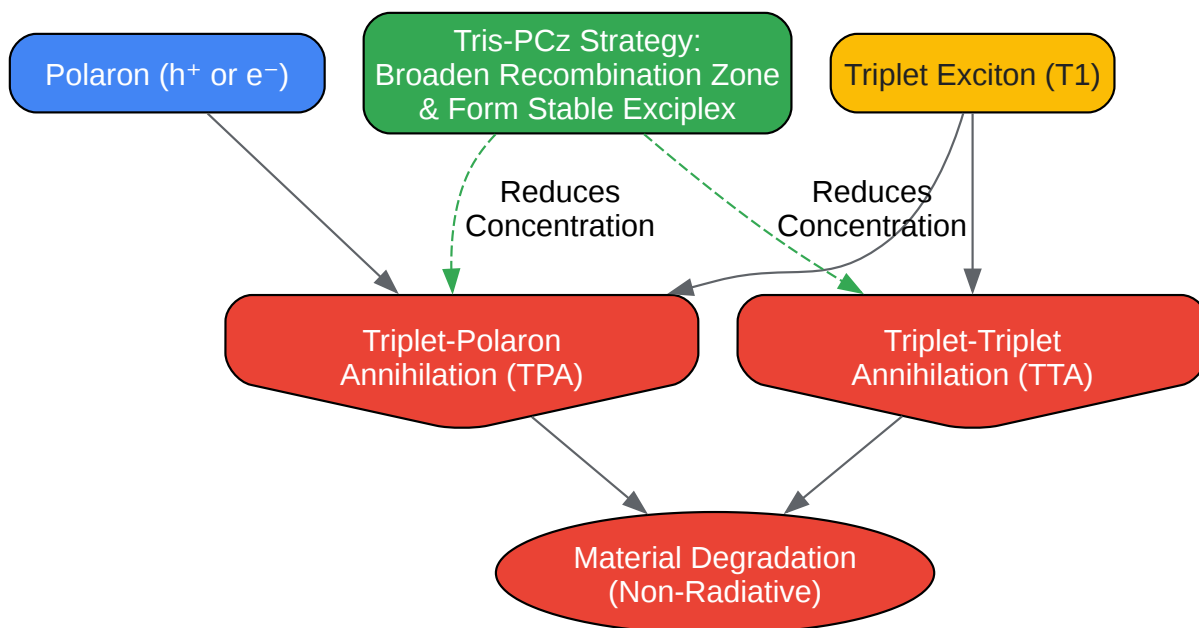 Polaron (h⁺ or e⁻)
Tris-PCz Strategy:
Broaden Recombination Zone
& Form Stable Exciplex
Triplet Exciton (T1)
Reduces
Concentration
Reduces
Concentration
Triplet-Polaron
Annihilation (TPA)
Triplet-Triplet
Annihilation (TTA)
Material Degradation
(Non-Radiative)